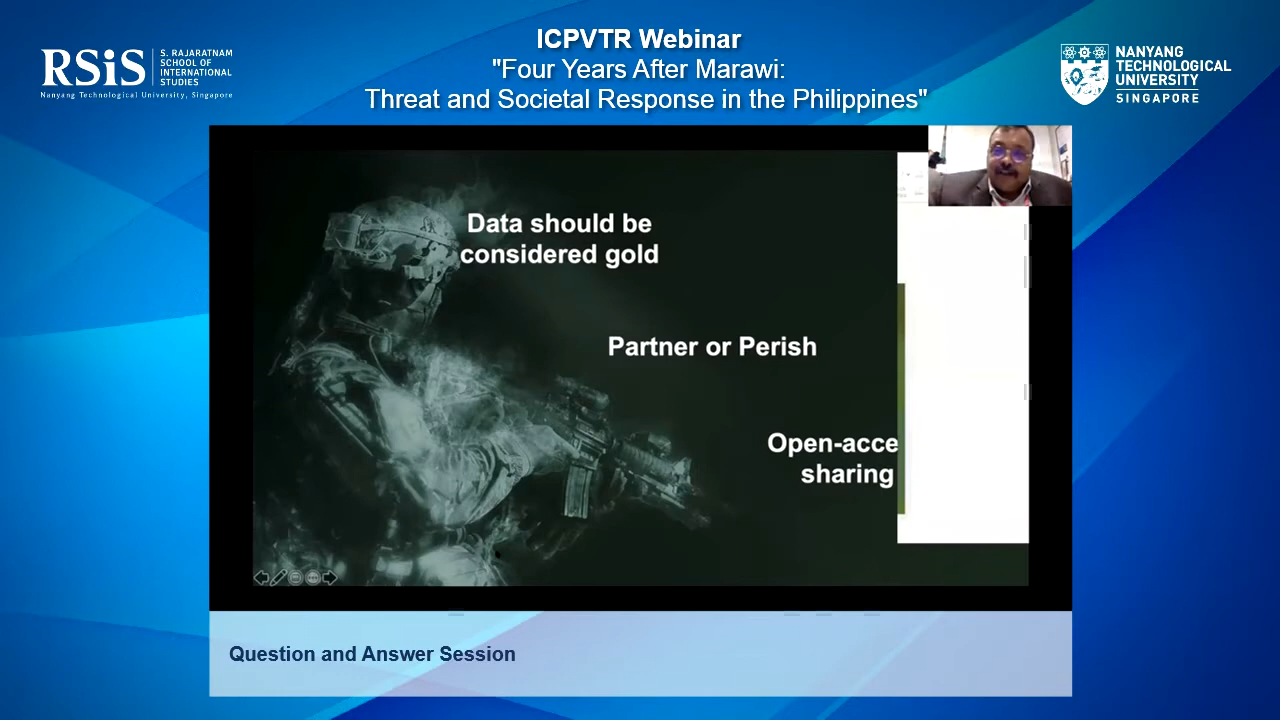 RSiS
S. RAJARATNAM
SCHOOL OF
INTERNATIONAL
STUDIES
Nanyang Technological University, Singapore
ICPVTR Webinar
"Four Years After Marawi:
Threat and Societal Response in the Philippines"
NANYANG
TECHNOLOGICAL
UNIVERSITY
SINGAPORE
Data should be
considered gold
Partner or Perish
Open-acce
sharing
Question and Answer Session